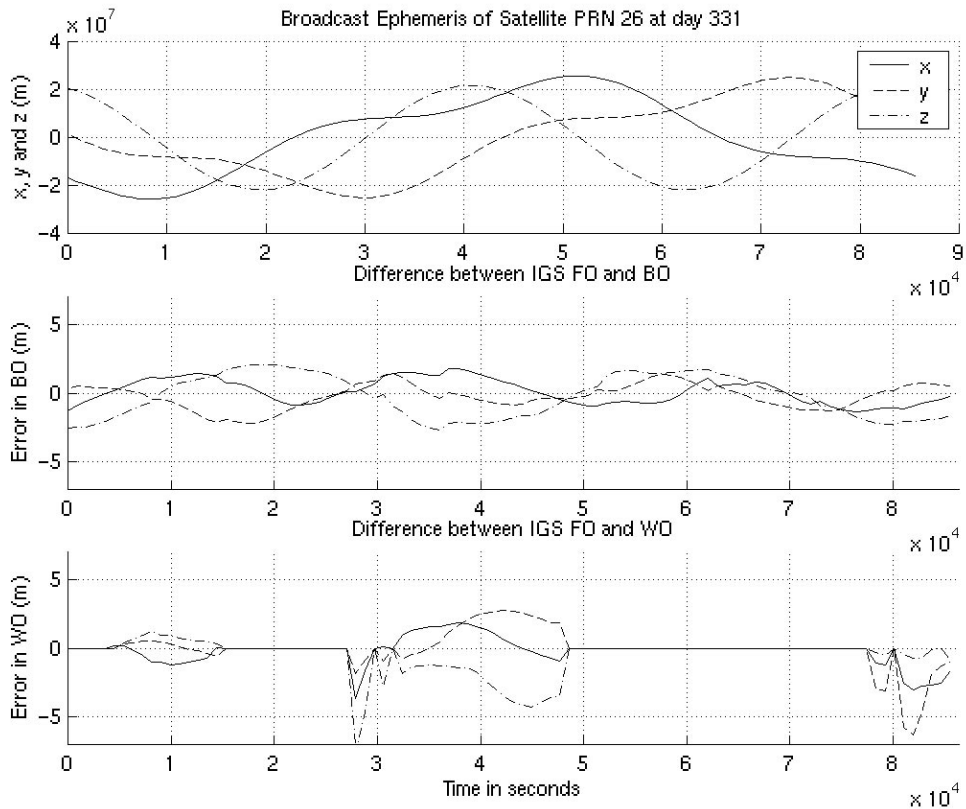 Broadcast Ephemeris of Satellite PRN 26 at day 331
x 10^7
x, y and z (m)
4
2
0
−2
−4
x
y
z
0 1 2 3 4 5 6 7 8 9
x 10^4
Difference between IGS FO and BO
Error in BO (m)
5
0
−5
0 1 2 3 4 5 6 7 8
x 10^4
Difference between IGS FO and WO
Error in WO (m)
5
0
−5
0 1 2 3 4 5 6 7 8
Time in seconds
x 10^4